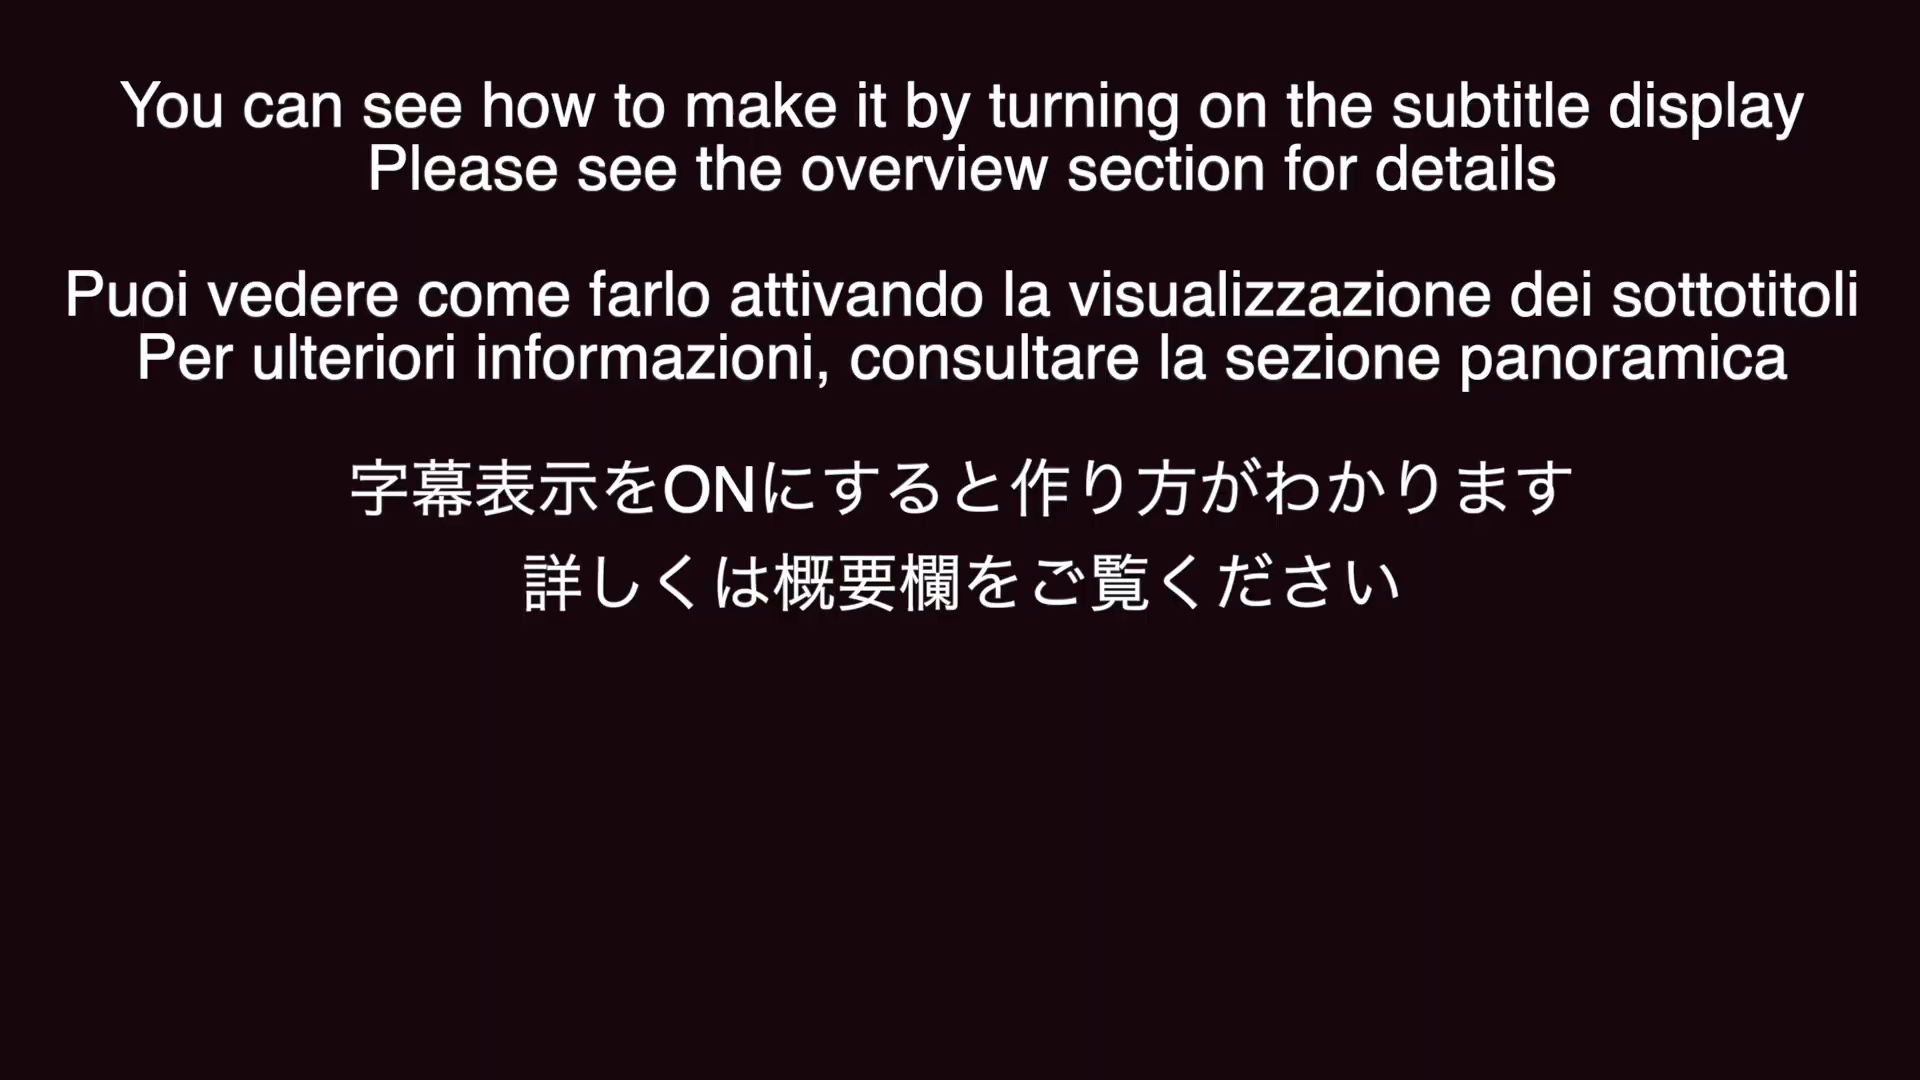 You can see how to make it by turning on the subtitle display
Please see the overview section for details
Puoi vedere come farlo attivando la visualizzazione dei sottotitoli
Per ulteriori informazioni, consultare la sezione panoramica
字幕表示をONにすると作り方がわかります
詳しくは概要欄をご覧ください